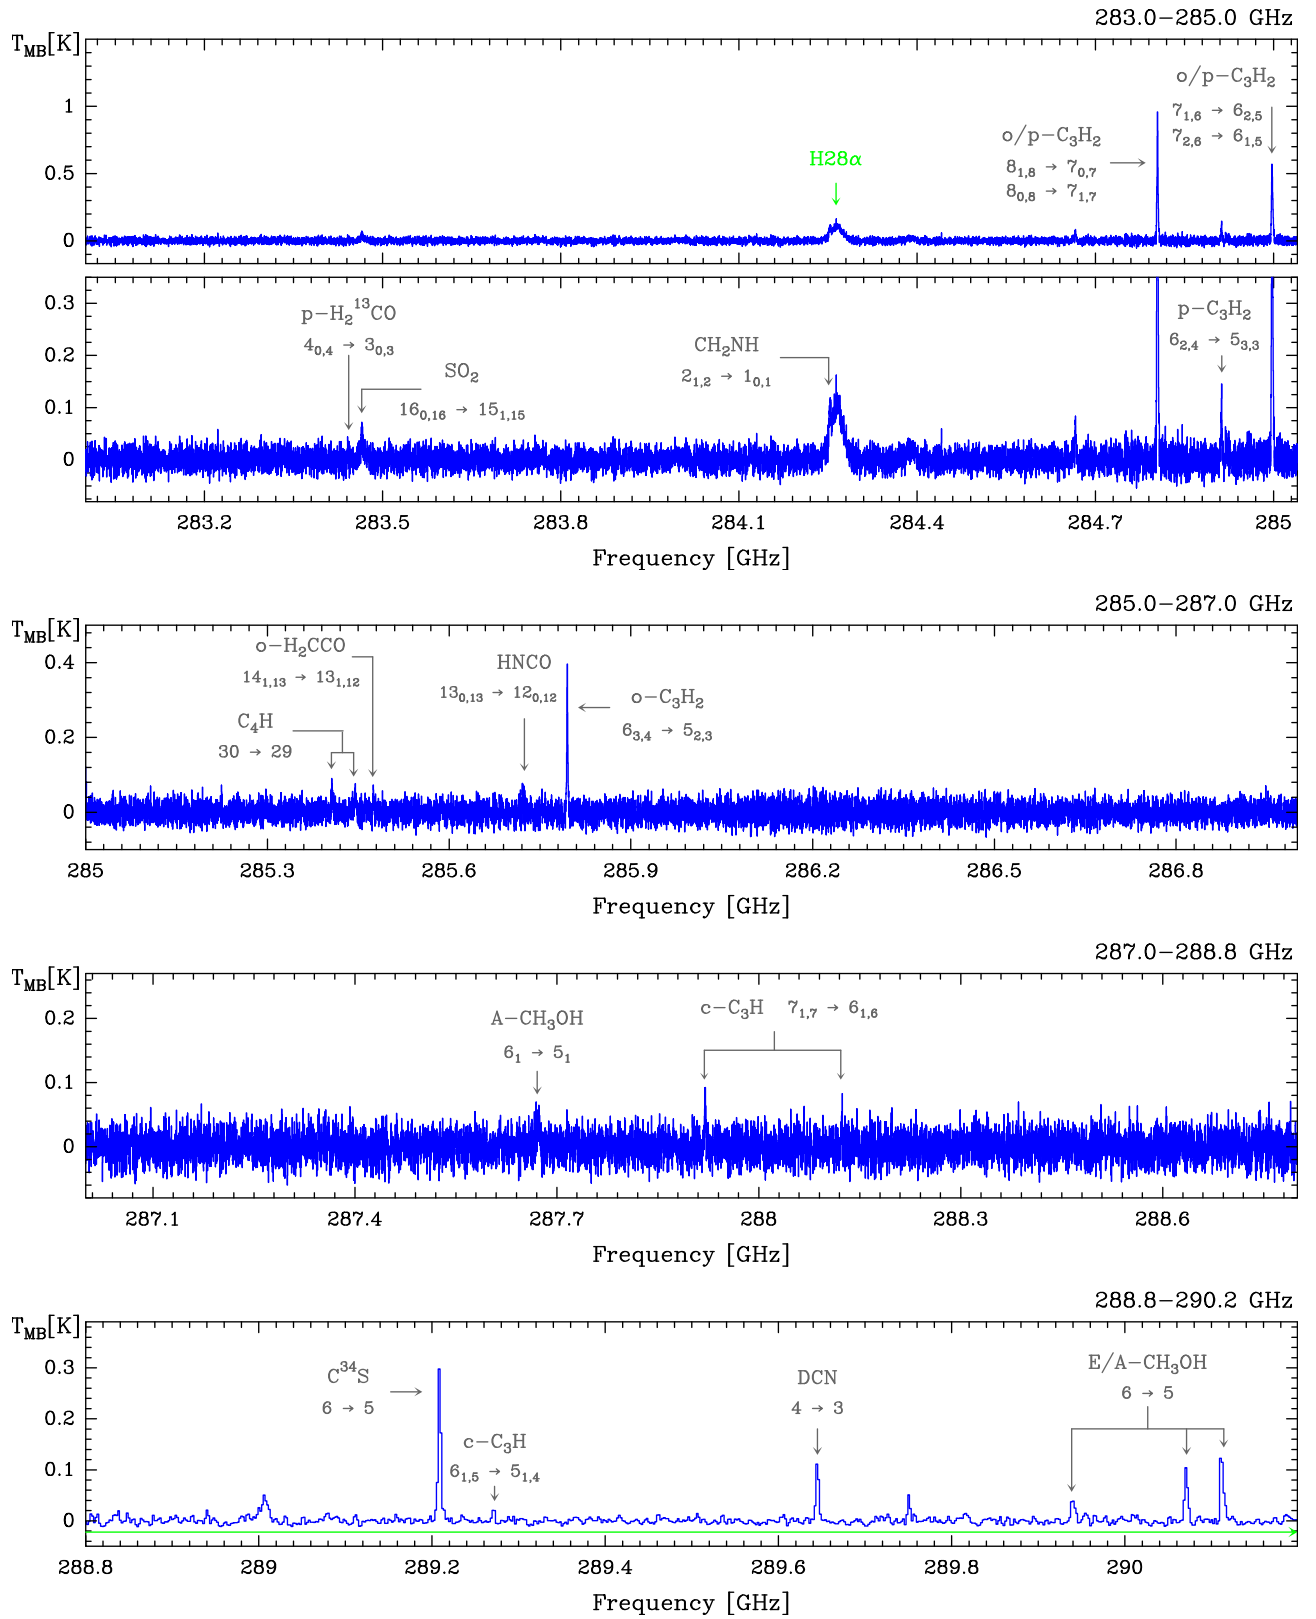 283.0−285.0 GHz
T_MB[K]
o/p−C₃H₂
7₁,₆ → 6₂,₅
7₂,₆ → 6₁,₅
o/p−C₃H₂
8₁,₈ → 7₀,₇
8₀,₈ → 7₁,₇
H28α
1
0.5
0
p−H₂¹³CO
4₀,₄ → 3₀,₃
SO₂
16₀,₁₆ → 15₁,₁₅
CH₂NH
2₁,₂ → 1₀,₁
p−C₃H₂
6₂,₄ → 5₃,₃
0.3
0.2
0.1
0
283.2 283.5 283.8 284.1 284.4 284.7 285
Frequency [GHz]
285.0−287.0 GHz
T_MB[K]
o−H₂CCO
14₁,₁₃ → 13₁,₁₂
C₄H
30 → 29
HNCO
13₀,₁₃ → 12₀,₁₂
o−C₃H₂
6₃,₄ → 5₂,₃
0.4
0.2
0
285 285.3 285.6 285.9 286.2 286.5 286.8
Frequency [GHz]
287.0−288.8 GHz
T_MB[K]
A−CH₃OH
6₁ → 5₁
c−C₃H 7₁,₇ → 6₁,₆
0.2
0.1
0
287.1 287.4 287.7 288 288.3 288.6
Frequency [GHz]
288.8−290.2 GHz
T_MB[K]
C³⁴S
6 → 5
c−C₃H
6₁,₅ → 5₁,₄
DCN
4 → 3
E/A−CH₃OH
6 → 5
0.3
0.2
0.1
0
288.8 289 289.2 289.4 289.6 289.8 290
Frequency [GHz]